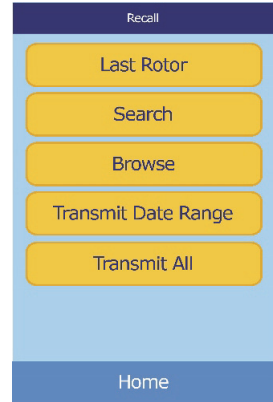 Recall
Last Rotor
Search
Browse
Transmit Date Range
Transmit All
Home